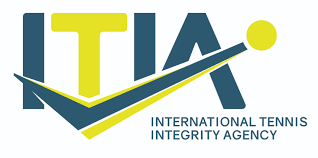 ITIA
INTERNATIONAL TENNIS
INTEGRITY AGENCY